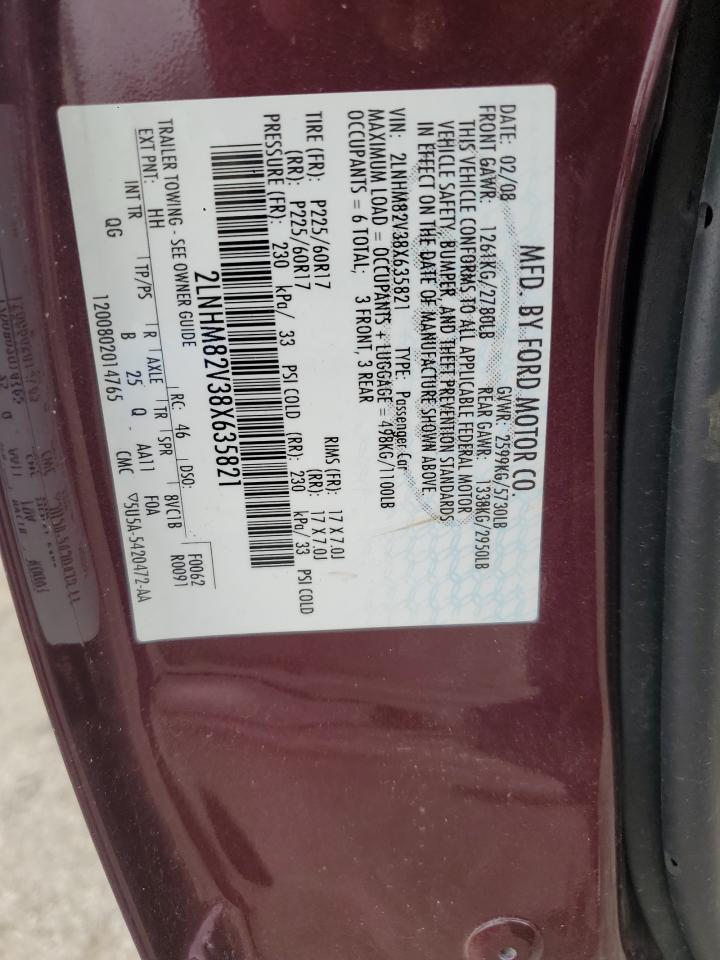 MFD. BY FORD MOTOR CO.
DATE: 02/08 GVWR: 2599KG/5730LB
FRONT GAWR: 1261KG/2780LB REAR GAWR: 1338KG/2950LB
THIS VEHICLE CONFORMS TO ALL APPLICABLE FEDERAL MOTOR
VEHICLE SAFETY, BUMPER, AND THEFT PREVENTION STANDARDS
IN EFFECT ON THE DATE OF MANUFACTURE SHOWN ABOVE.
VIN: 2LNHM82V38X635821 TYPE: Passenger Car
MAXIMUM LOAD = OCCUPANTS + LUGGAGE = 498KG/1100LB
OCCUPANTS = 6 TOTAL; 3 FRONT, 3 REAR
TIRE (FR): P225/60R17 RIMS (FR): 17 X 7.0J
(RR): P225/60R17 (RR): 17 X 7.0J
PRESSURE (FR): 230 kPa/ 33 PSI COLD (RR): 230 kPa/33 PSI COLD
2LNHM82V38X635821
TRAILER TOWING - SEE OWNER GUIDE RC: 46 DSO: F0062
EXT PNT: HH 8VC1B R0091
INT TR TP/PS R AXLE TR SPR FOA
QG B 25 Q AA11 CMC ▽5U5A-5420472-AA
1200802014765